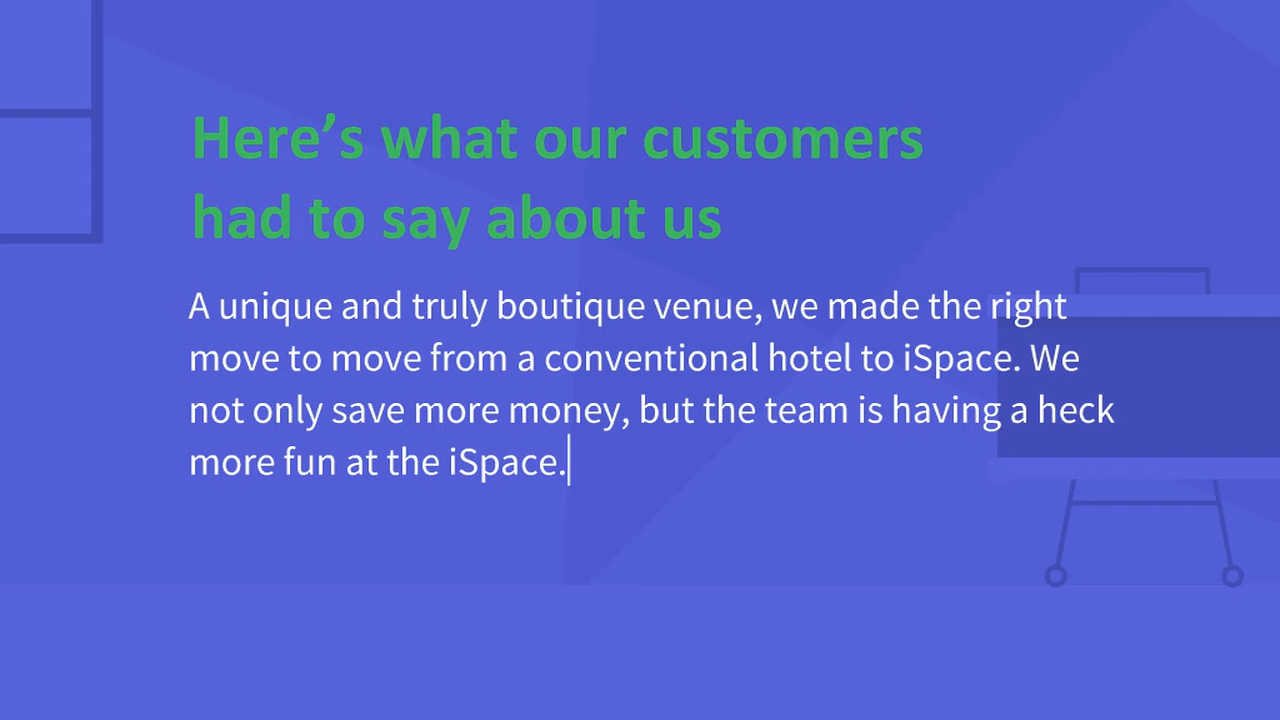 Here’s what our customers
had to say about us
A unique and truly boutique venue, we made the right
move to move from a conventional hotel to iSpace. We
not only save more money, but the team is having a heck
more fun at the iSpace.